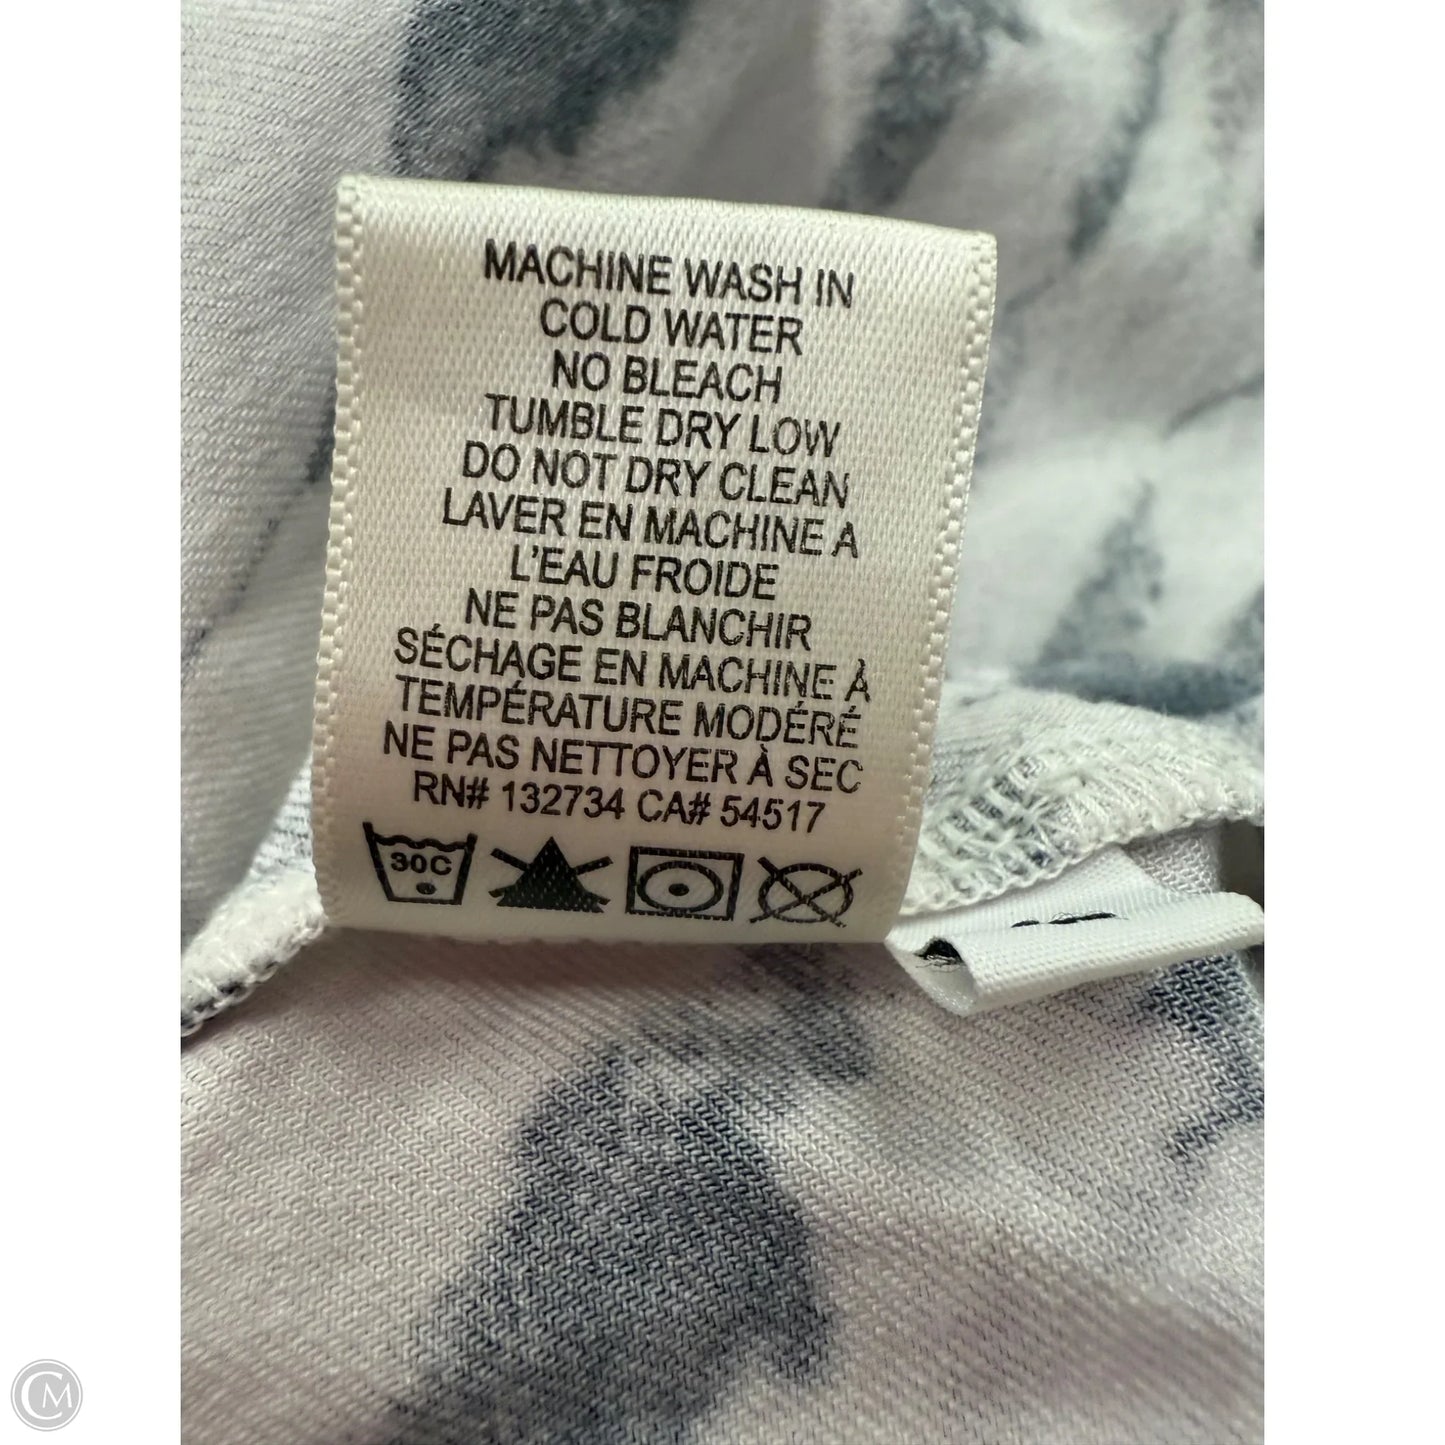 MACHINE WASH IN
COLD WATER
NO BLEACH
TUMBLE DRY LOW
DO NOT DRY CLEAN
LAVER EN MACHINE A
L'EAU FROIDE
NE PAS BLANCHIR
SÉCHAGE EN MACHINE À
TEMPÉRATURE MODÉRÉ
NE PAS NETTOYER À SEC
RN# 132734 CA# 54517
30C
CM